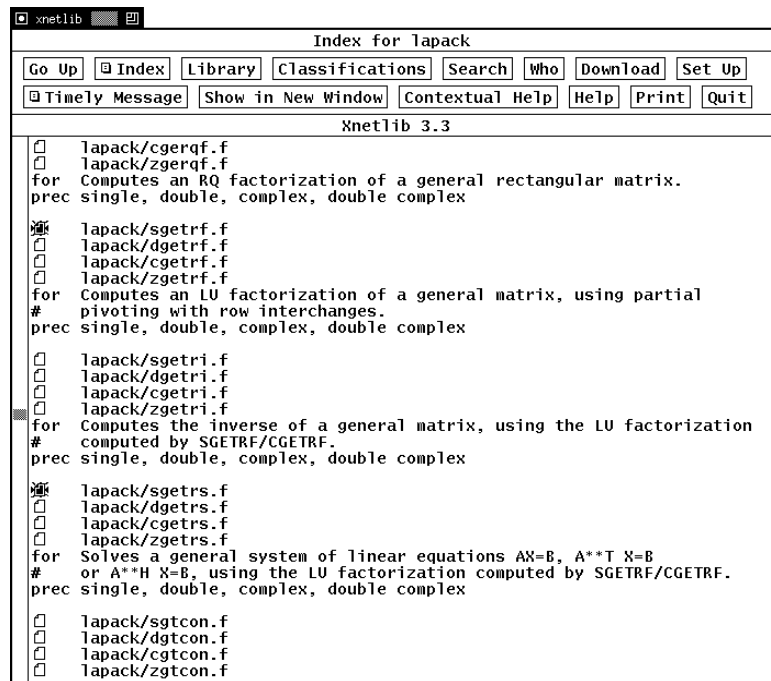 xnetlib
Index for lapack
Go Up Index Library Classifications Search Who Download Set Up
Timely Message Show in New Window Contextual Help Help Print Quit
Xnetlib 3.3
lapack/cgerqf.f
lapack/zgerqf.f
for Computes an RQ factorization of a general rectangular matrix.
prec single, double, complex, double complex
lapack/sgetrf.f
lapack/dgetrf.f
lapack/cgetrf.f
lapack/zgetrf.f
for Computes an LU factorization of a general matrix, using partial
# pivoting with row interchanges.
prec single, double, complex, double complex
lapack/sgetri.f
lapack/dgetri.f
lapack/cgetri.f
lapack/zgetri.f
for Computes the inverse of a general matrix, using the LU factorization
# computed by SGETRF/CGETRF.
prec single, double, complex, double complex
lapack/sgetrs.f
lapack/dgetrs.f
lapack/cgetrs.f
lapack/zgetrs.f
for Solves a general system of linear equations AX=B, A**T X=B
# or A**H X=B, using the LU factorization computed by SGETRF/CGETRF.
prec single, double, complex, double complex
lapack/sgtcon.f
lapack/dgtcon.f
lapack/cgtcon.f
lapack/zgtcon.f